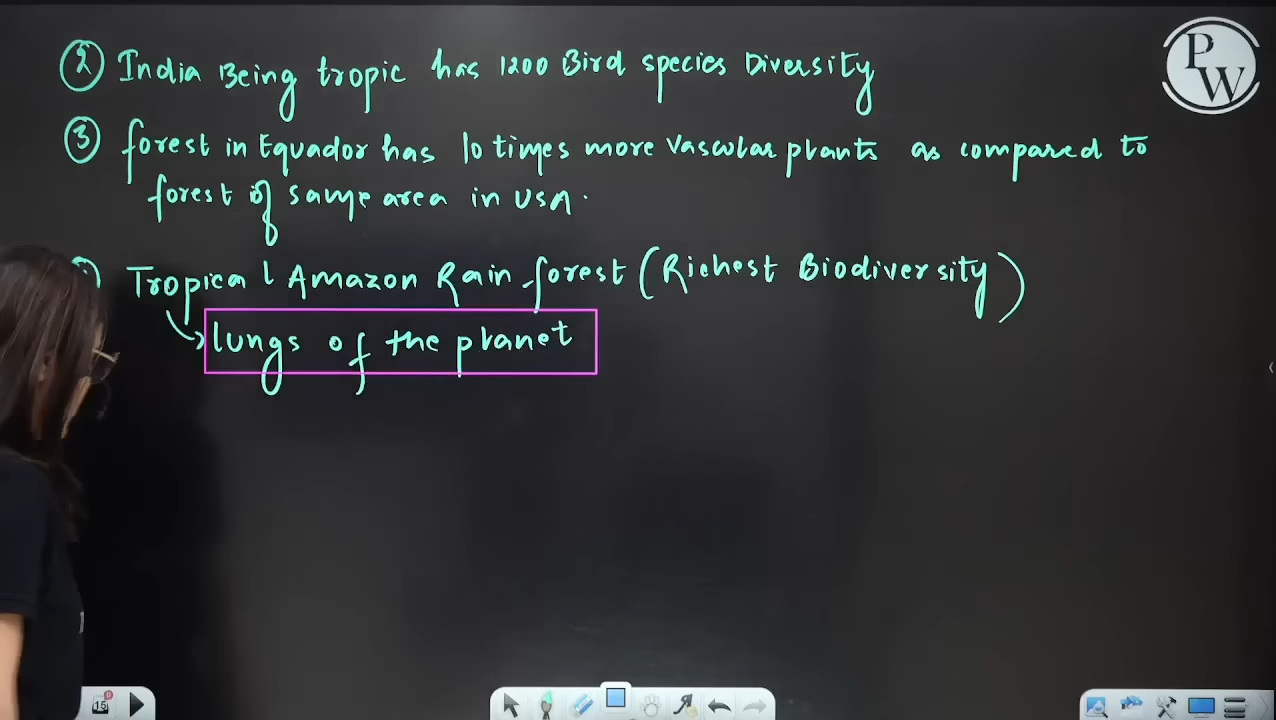 ② India Being tropic has 1200 Bird species Diversity
③ forest in Equador has 10 times more vascular plants as compared to
forest of same area in USA.
Tropical Amazon Rain forest (Richest Biodiversity)
lungs of the planet
PW
15